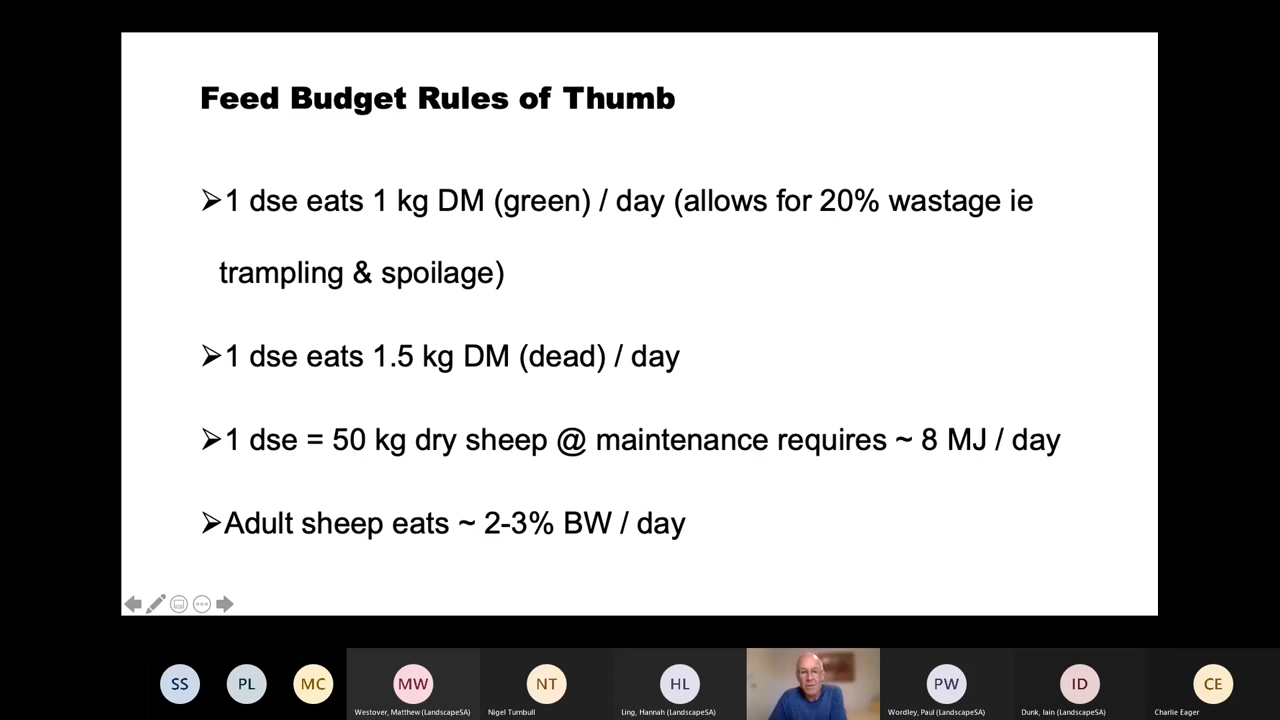 Feed Budget Rules of Thumb
➢1 dse eats 1 kg DM (green) / day (allows for 20% wastage ie
trampling & spoilage)
➢1 dse eats 1.5 kg DM (dead) / day
➢1 dse = 50 kg dry sheep @ maintenance requires ~ 8 MJ / day
➢Adult sheep eats ~ 2-3% BW / day
SS PL MC MW NT HL PW ID CE
Westover, Matthew (LandscapeSA) Nigel Turnbull Ling, Hannah (LandscapeSA) Wordley, Paul (LandscapeSA) Dunk, Iain (LandscapeSA) Charlie Eager